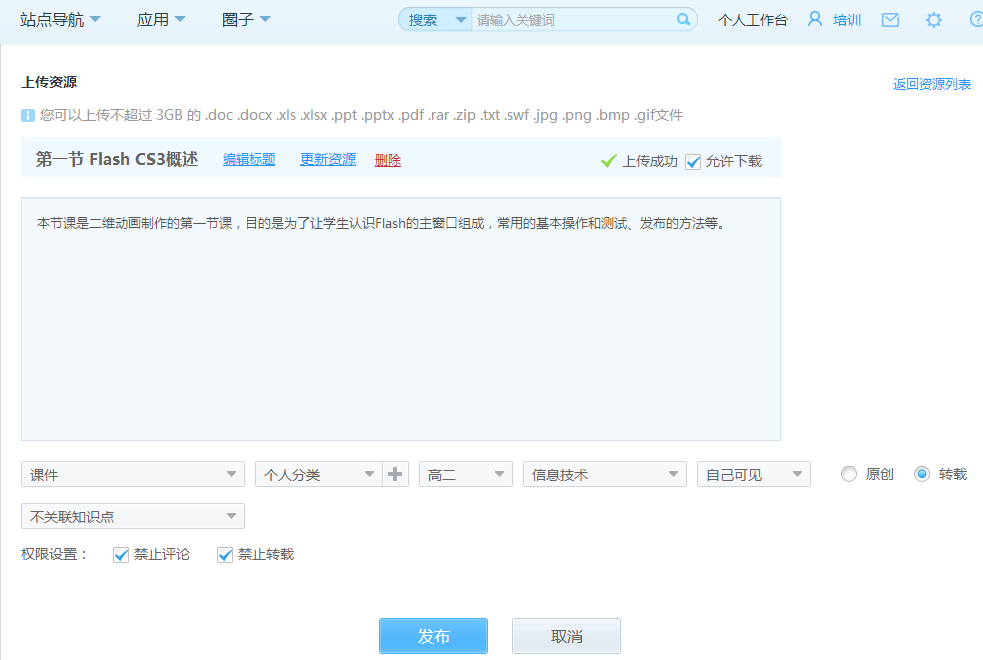 站点导航 应用 圈子 搜索 请输入关键词 个人工作台 培训
上传资源
返回资源列表
您可以上传不超过 3GB 的 .doc .docx .xls .xlsx .ppt .pptx .pdf .rar .zip .txt .swf .jpg .png .bmp .gif文件
第一节 Flash CS3概述 编辑标题 更新资源 删除 上传成功 允许下载
本节课是二维动画制作的第一节课，目的是为了让学生认识Flash的主窗口组成，常用的基本操作和测试、发布的方法等。
课件 个人分类 高二 信息技术 自己可见 原创 转载
不关联知识点
权限设置： 禁止评论 禁止转载
发布 取消